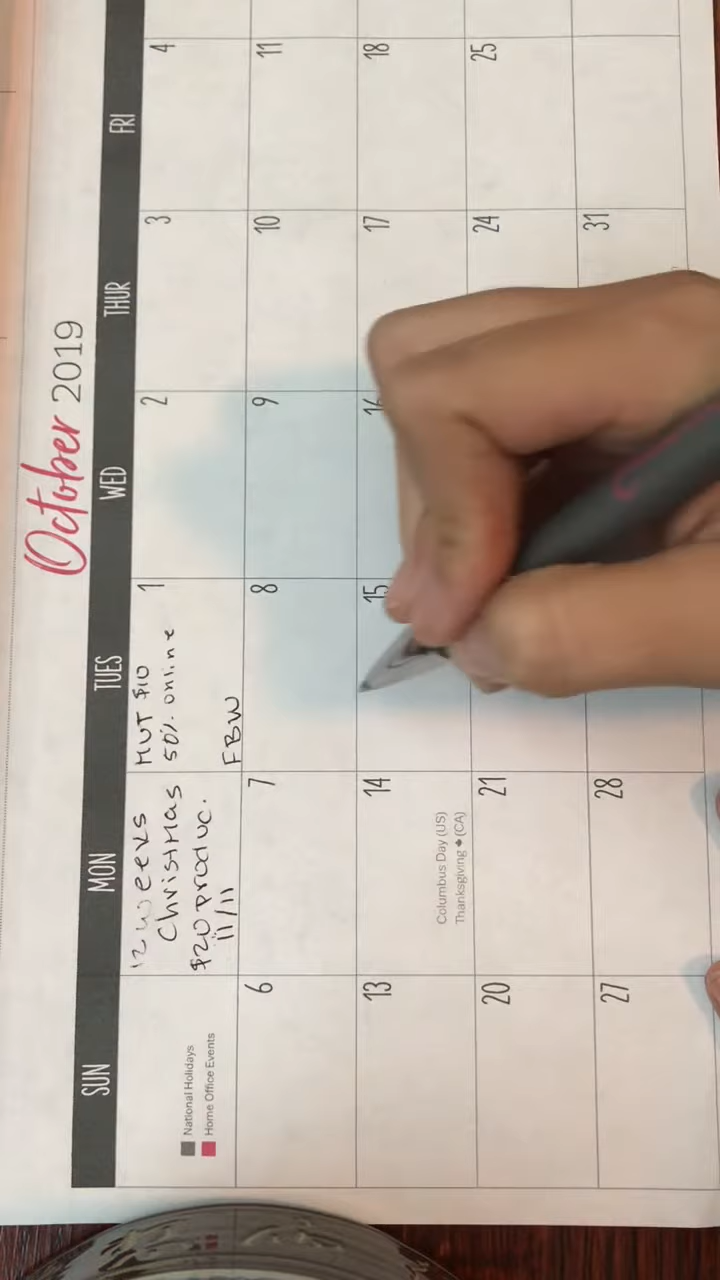 October 2019
SUN MON TUES WED THUR FRI
National Holidays
Home Office Events
12 weeks
Christmas
$20 produc.
11/11
1
MUT $10
50% online
FBW
2 3 4
6 7 8 9 10 11
13 14 15 16 17 18
Columbus Day (US)
Thanksgiving (CA)
20 21 24 25
27 28 31